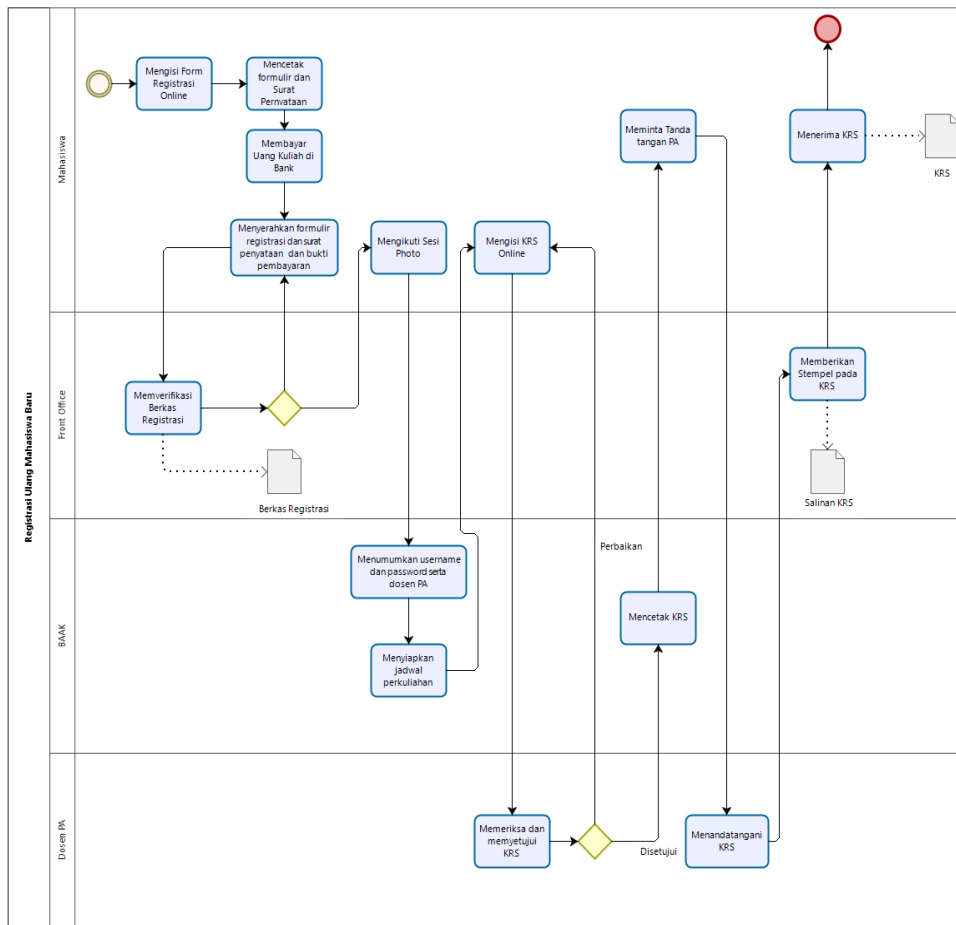 Registrasi Ulang Mahasiswa Baru
Mahasiswa
Mengisi Form
Registrasi
Online
Mencetak
formulir dan
Surat
Pernyataan
Membayar
Uang Kuliah di
Bank
Menyerahkan formulir
registrasi dan surat
penyataan dan bukti
pembayaran
Mengikuti Sesi
Photo
Mengisi KRS
Online
Meminta Tanda
tangan PA
Menerima KRS
KRS
Front Office
Memverifikasi
Berkas
Registrasi
Berkas Registrasi
Memberikan
Stempel pada
KRS
Salinan KRS
BAAK
Menumumkan username
dan password serta
dosen PA
Menyiapkan
jadwal
perkuliahan
Perbaikan
Mencetak KRS
Dosen PA
Memeriksa dan
memyetujui
KRS
Disetujui
Menandatangani
KRS